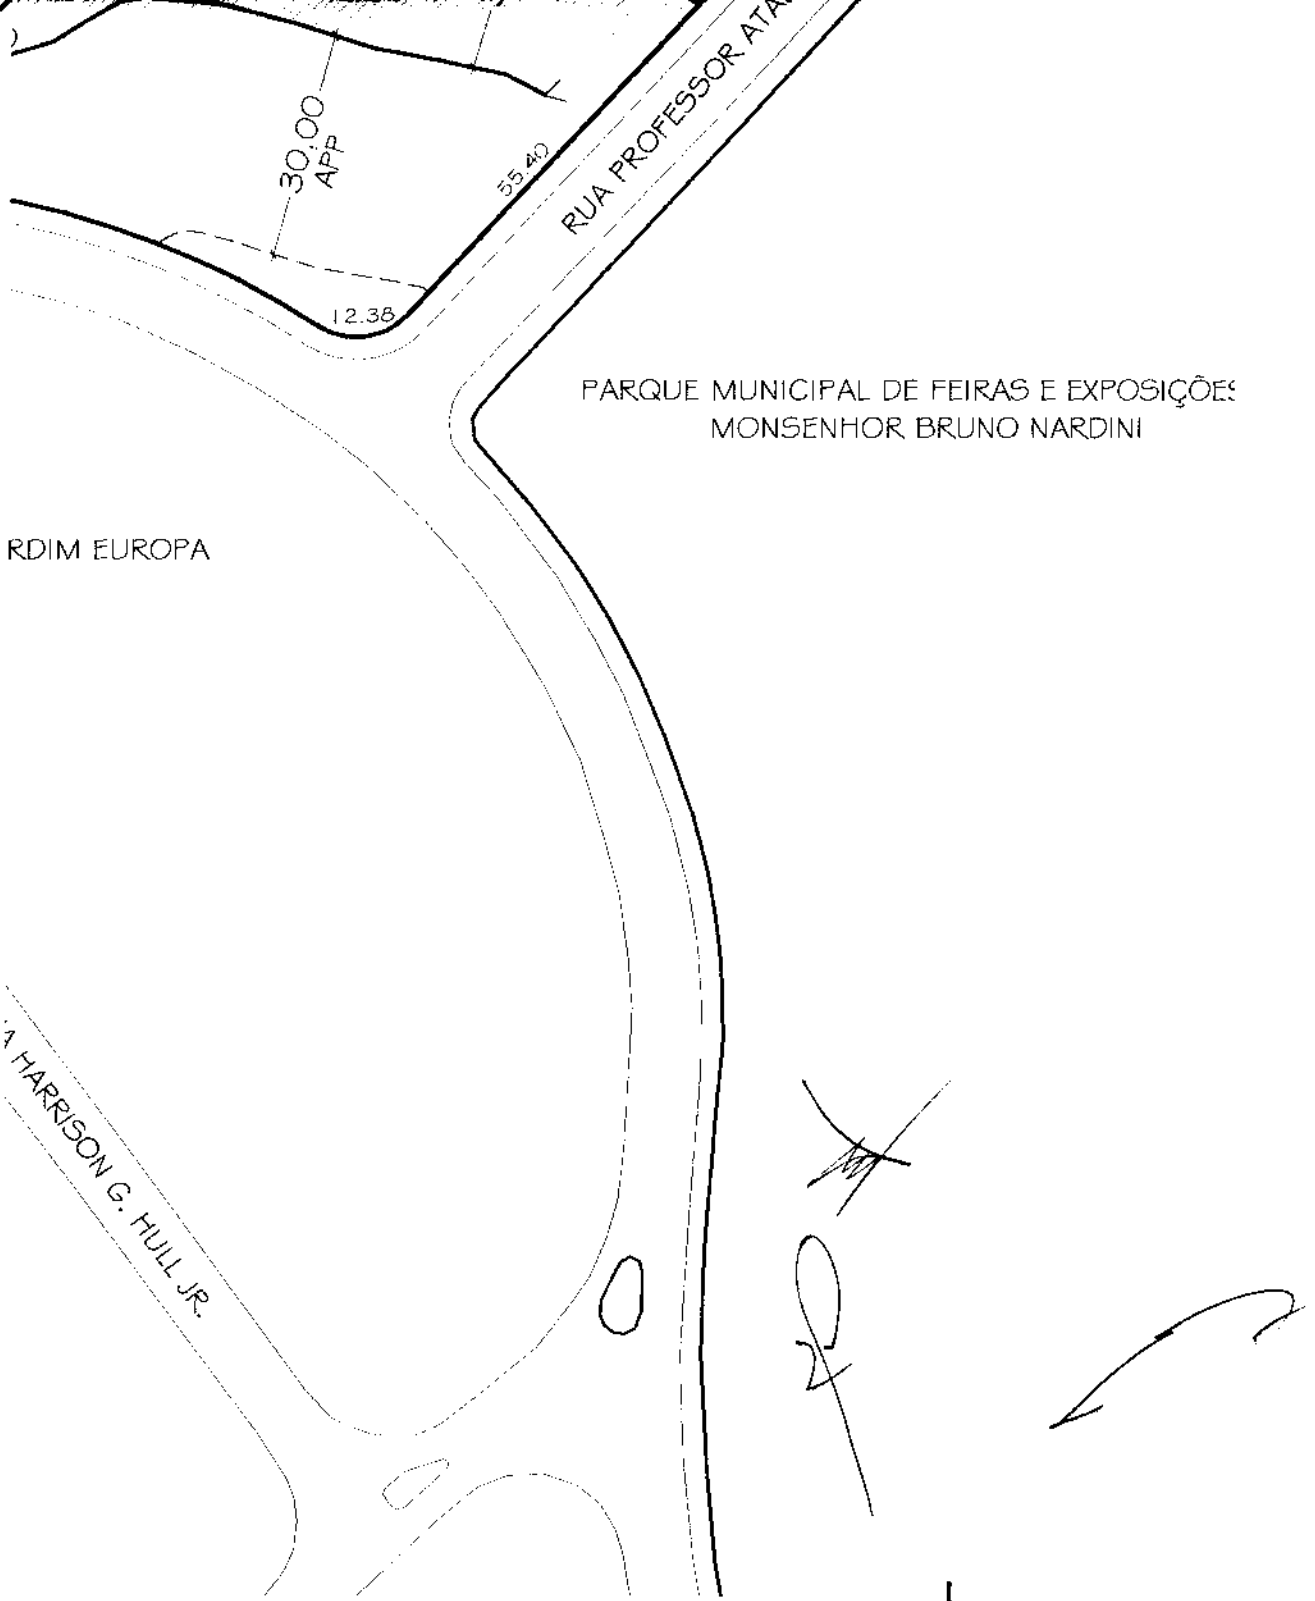 30,00
APP
55.40
RUA PROFESSOR
12.38
PARQUE MUNICIPAL DE FEIRAS E EXPOSIÇÕES
MONSENHOR BRUNO NARDINI
RDIM EUROPA
HARRISON G. HULL JR.